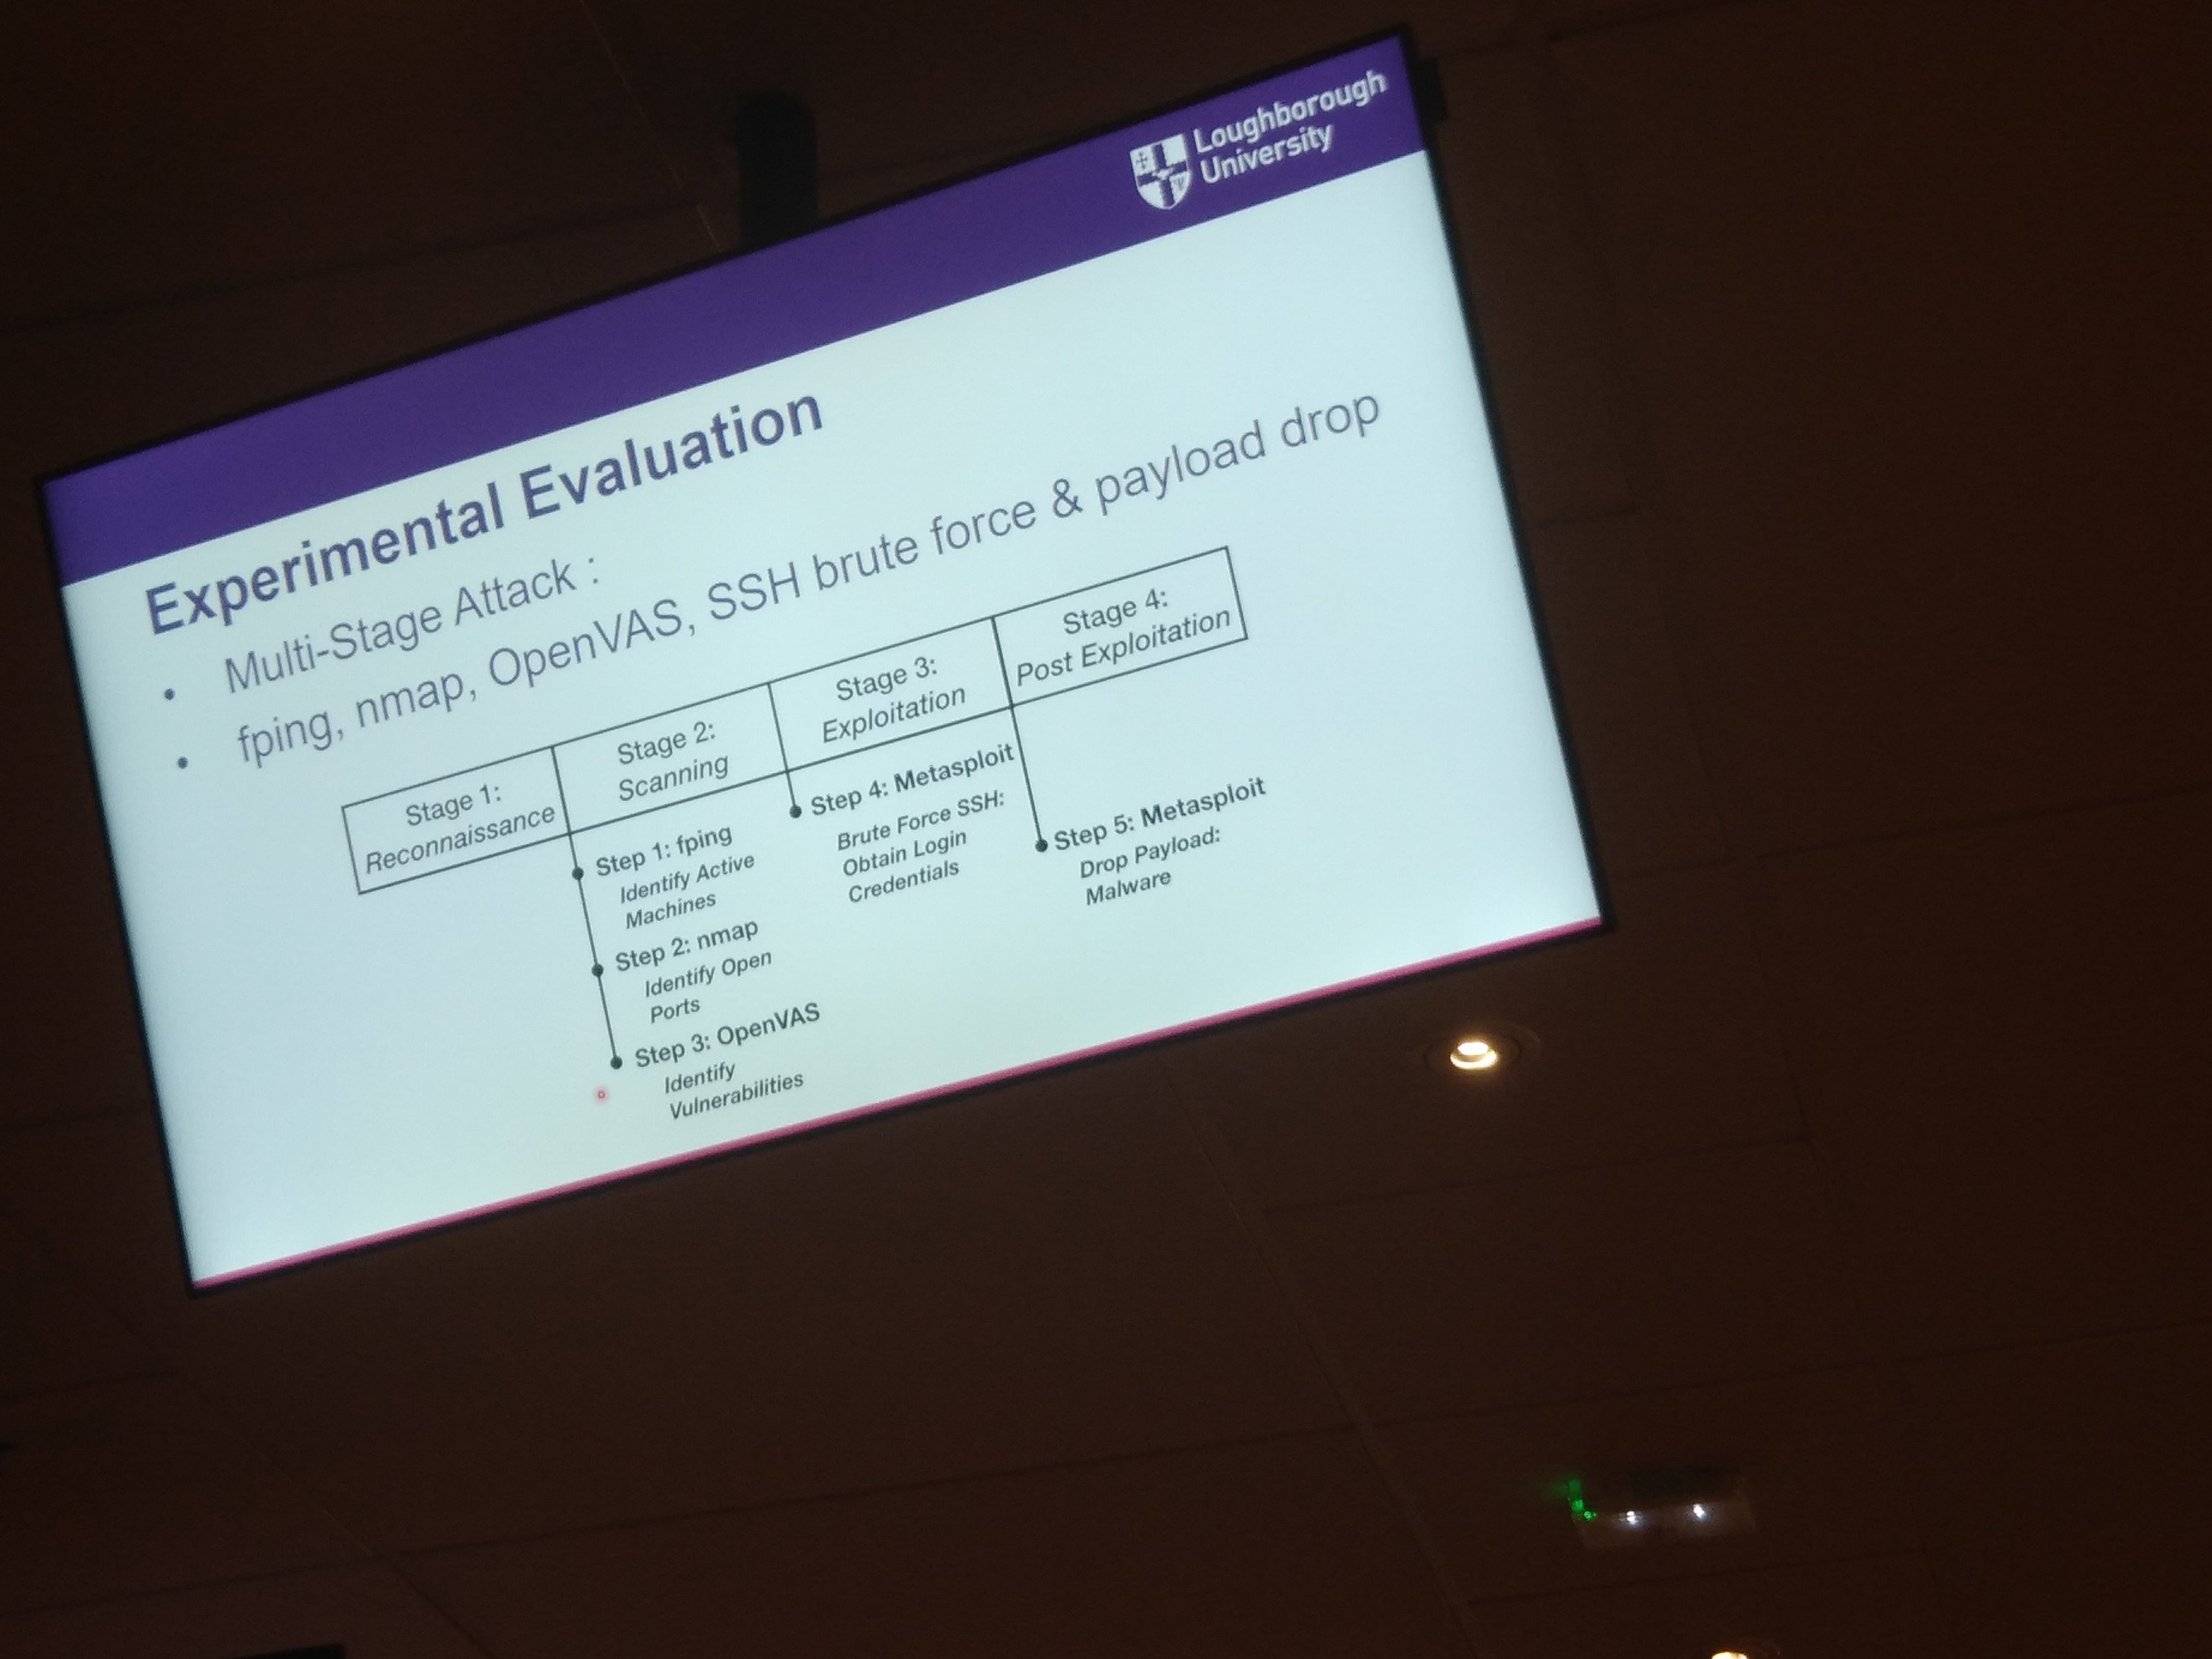 Loughborough
University
Experimental Evaluation
• Multi-Stage Attack :
• fping, nmap, OpenVAS, SSH brute force & payload drop
Stage 1:
Reconnaissance
Stage 2:
Scanning
Stage 3:
Exploitation
Stage 4:
Post Exploitation
Step 1: fping
Identify Active
Machines
Step 2: nmap
Identify Open
Ports
Step 3: OpenVAS
Identify
Vulnerabilities
Step 4: Metasploit
Brute Force SSH:
Obtain Login
Credentials
Step 5: Metasploit
Drop Payload:
Malware